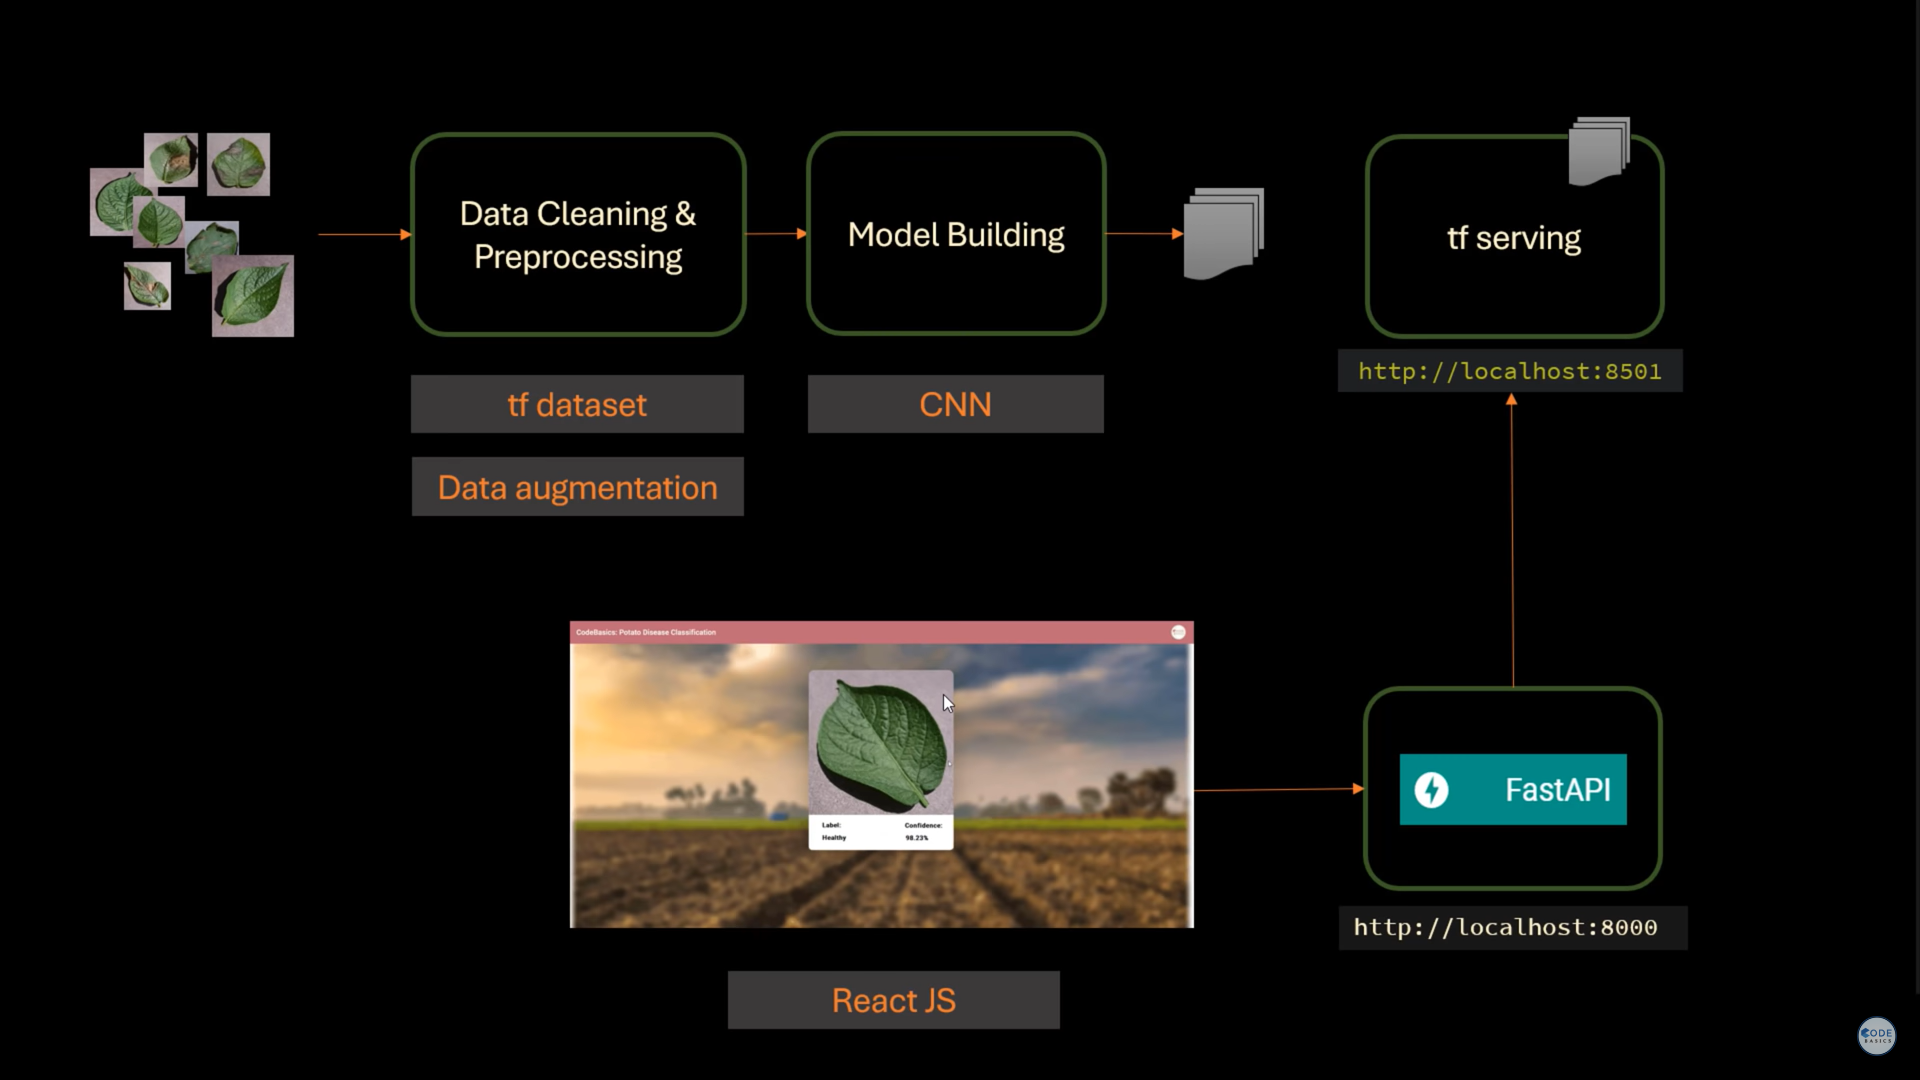 Data Cleaning &
Preprocessing
Model Building
tf serving
http://localhost:8501
tf dataset
CNN
Data augmentation
CodeBasics: Potato Disease Classification
Label:
Confidence:
Healthy
98.23%
FastAPI
http://localhost:8000
React JS
CODE
BASICS